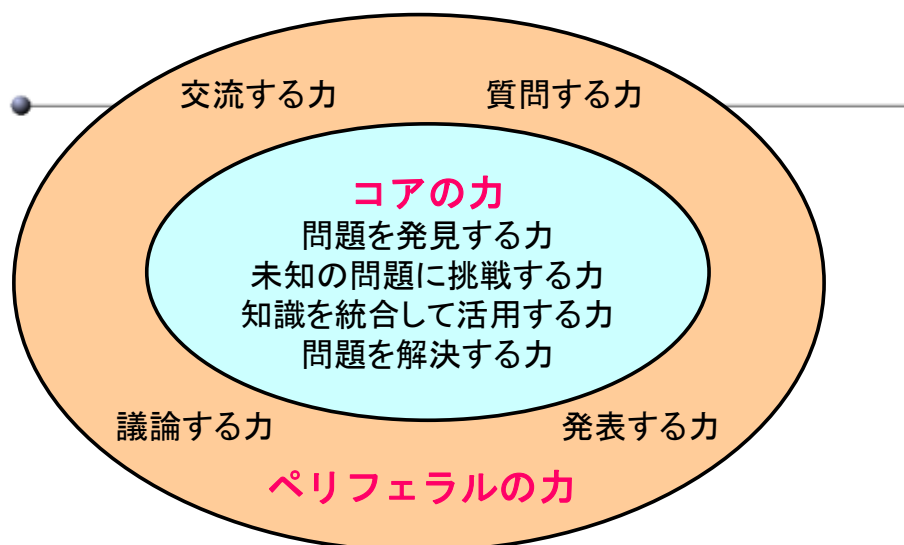 交流する力
質問する力
コアの力
問題を発見する力
未知の問題に挑戦する力
知識を統合して活用する力
問題を解決する力
議論する力
発表する力
ペリフェラルの力